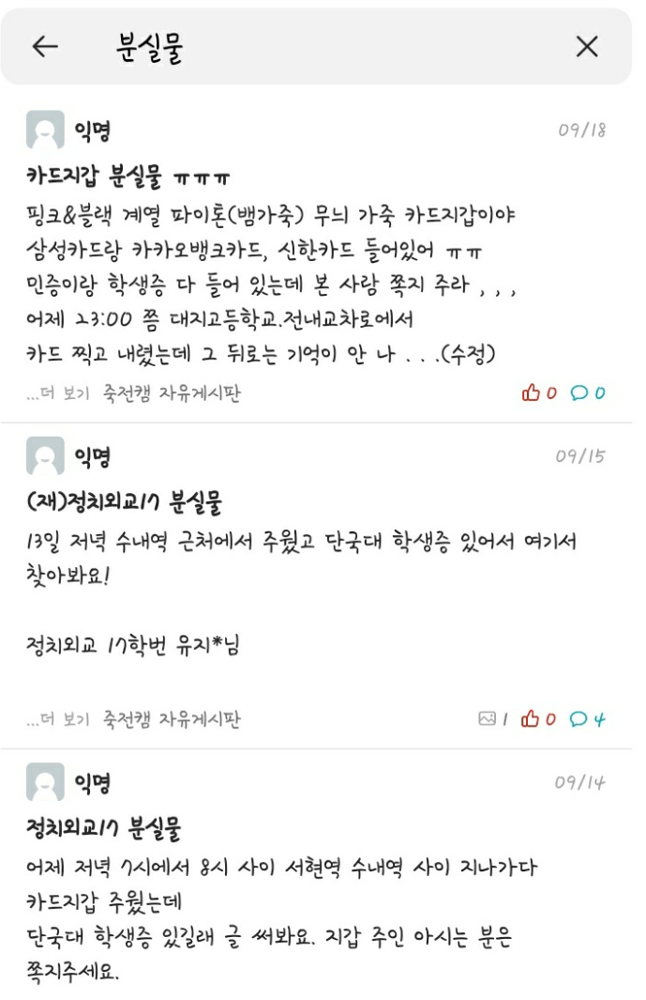 분실물
익명
09/18
카드지갑 분실물 ㅠㅠㅠ
핑크&블랙 계열 파이톤(뱀가죽) 무늬 가죽 카드지갑이야
삼성카드랑 카카오뱅크카드, 신한카드 들어있어 ㅠㅠ
민증이랑 학생증 다 들어 있는데 본 사람 쪽지 주라 , , ,
어제 23:00 쯤 대지고등학교.전내교차로에서
카드 찍고 내렸는데 그 뒤로는 기억이 안 나 . . .(수정)
...더 보기 죽전캠 자유게시판
0 0
익명
09/15
(재)정치외교17 분실물
13일 저녁 수내역 근처에서 주웠고 단국대 학생증 있어서 여기서
찾아봐요!
정치외교 17학번 유지*님
...더 보기 죽전캠 자유게시판
1 0 4
익명
09/14
정치외교17 분실물
어제 저녁 7시에서 8시 사이 서현역 수내역 사이 지나가다
카드지갑 주웠는데
단국대 학생증 있길래 글 써봐요. 지갑 주인 아시는 분은
쪽지주세요.